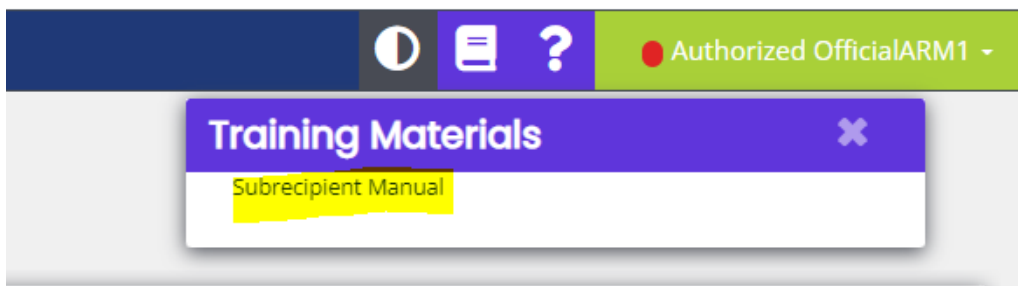 ? Authorized OfficialARM1
Training Materials
Subrecipient Manual